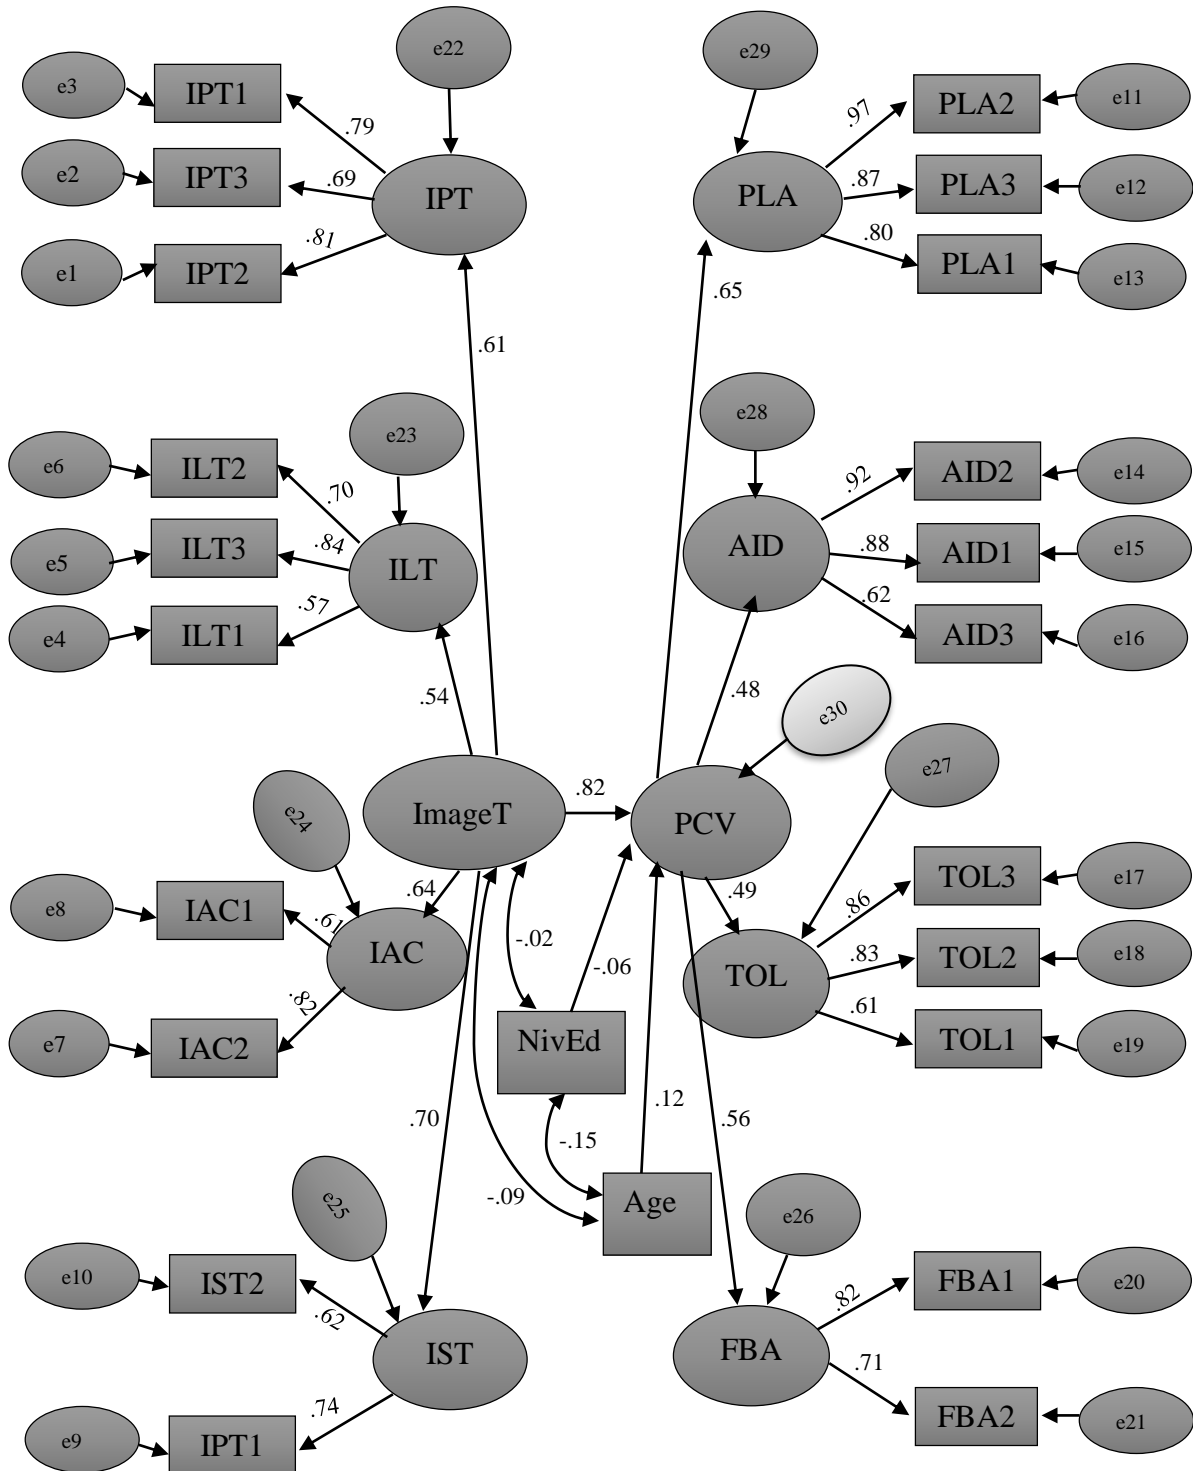 e22
e29
e3
IPT1
PLA2
e11
.79
.97
e2
IPT3
.69
IPT
PLA
.87
PLA3
e12
e1
IPT2
.81
.80
PLA1
e13
.65
.61
e23
e28
e6
ILT2
.70
.92
AID2
e14
e5
ILT3
.84
ILT
AID
.88
AID1
e15
e4
ILT1
.57
.62
AID3
e16
.54
.48
e30
e27
ImageT
.82
PCV
e24
e8
IAC1
.61
.64
.49
.86
TOL3
e17
IAC
-.02
-.06
TOL
.83
TOL2
e18
e7
IAC2
.82
NivEd
.61
TOL1
e19
.70
-.15
.12
.56
-.09
Age
e25
e26
e10
IST2
.62
.82
FBA1
e20
IST
FBA
.71
e9
IPT1
.74
FBA2
e21